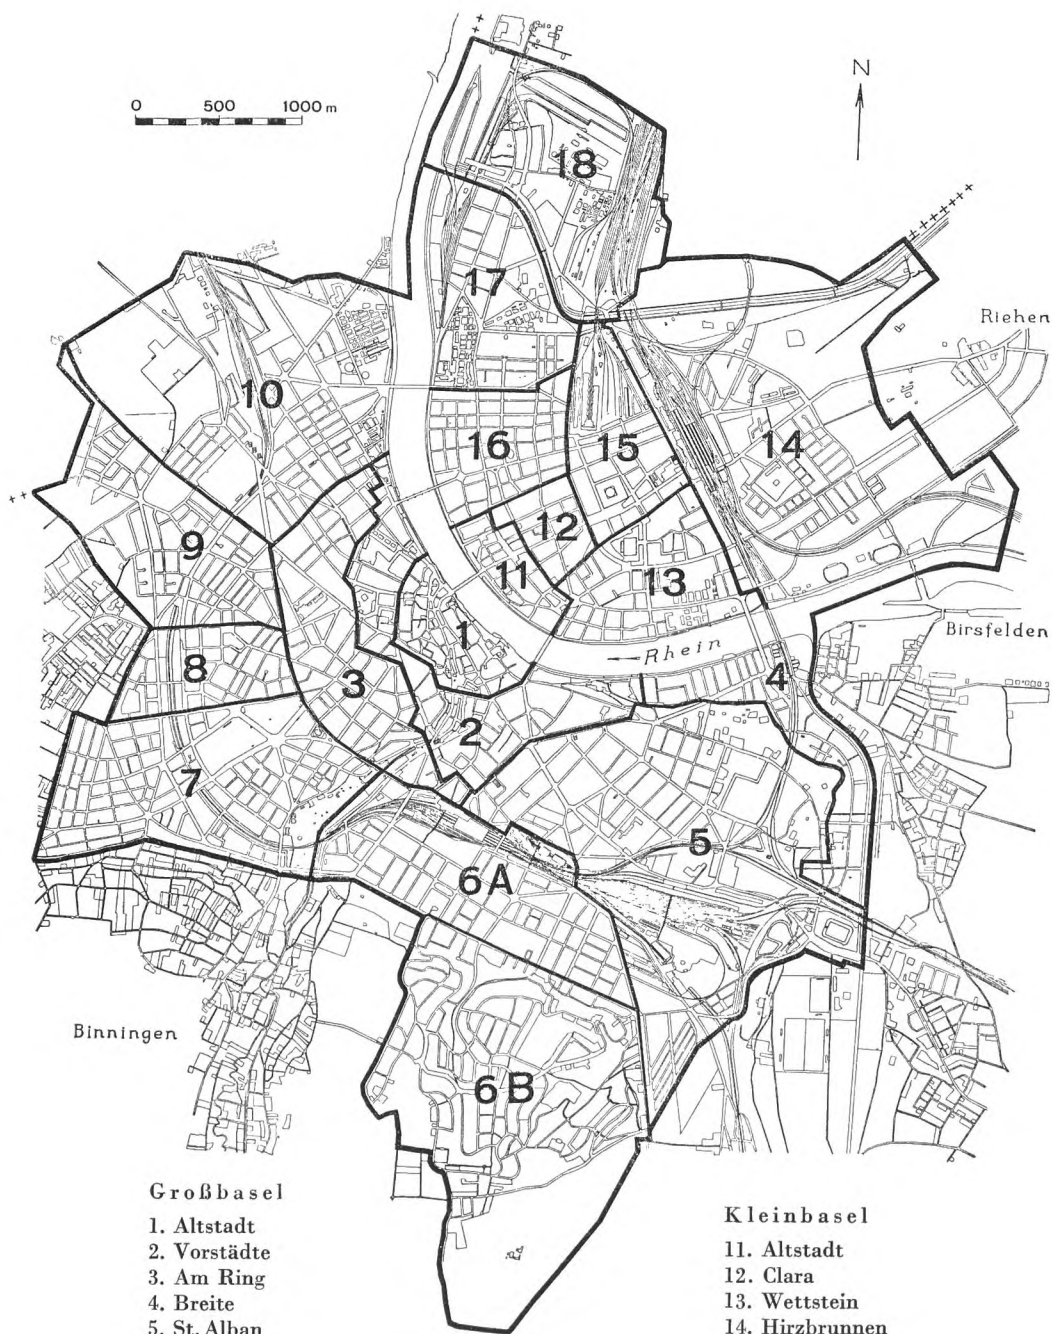 0 500 1000 m
N
18
17
Riehen
10
16
15
14
12
9
11
13
1
Birsfelden
Rhein
8
3
4
2
7
5
6A
Binningen
6B
Großbasel
1. Altstadt
2. Vorstädte
3. Am Ring
4. Breite
5. St. Alban
Kleinbasel
11. Altstadt
12. Clara
13. Wettstein
14. Hirzbrunnen